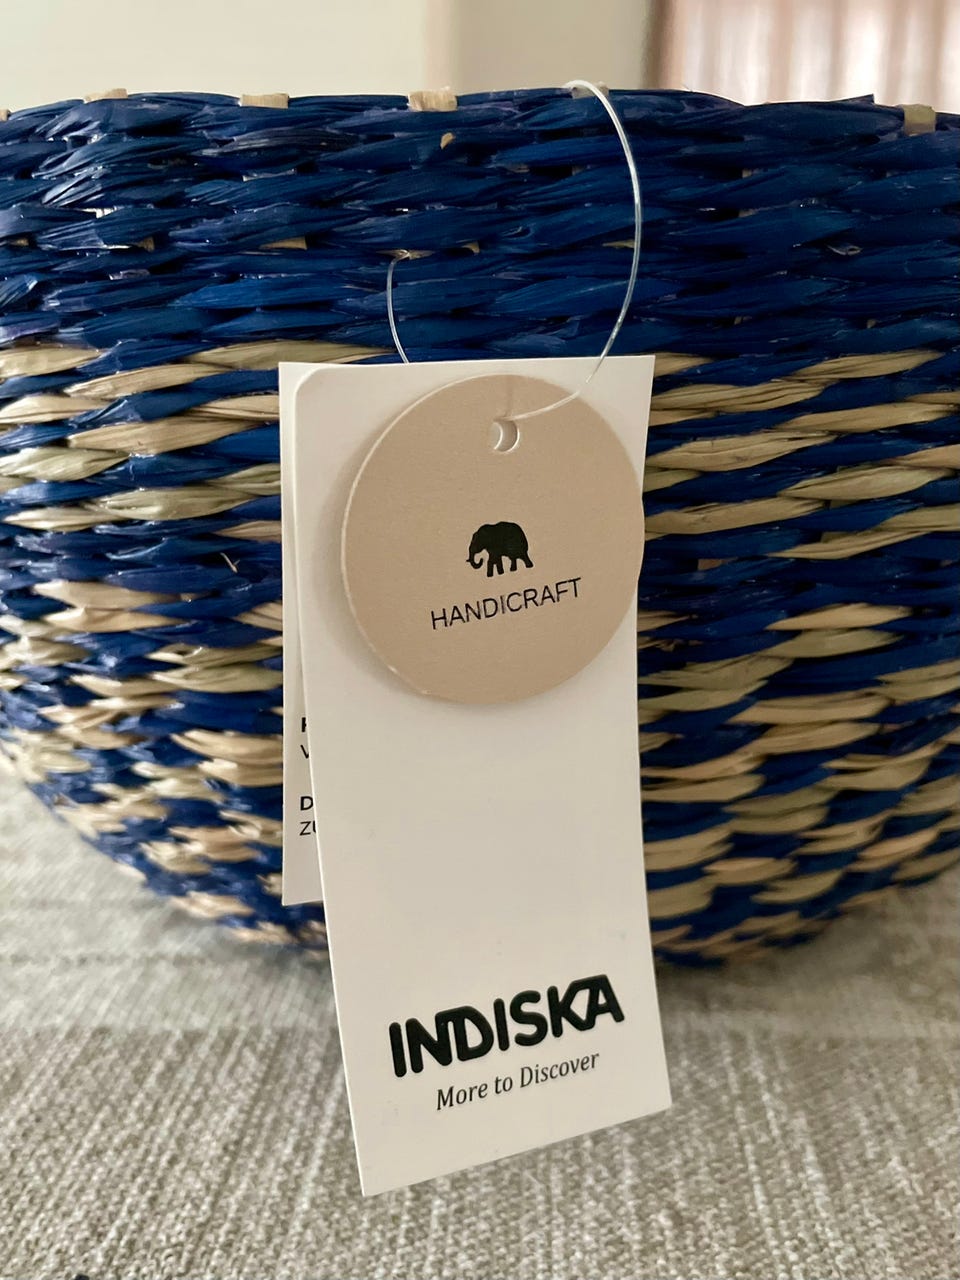 HANDICRAFT
INDISKA
More to Discover